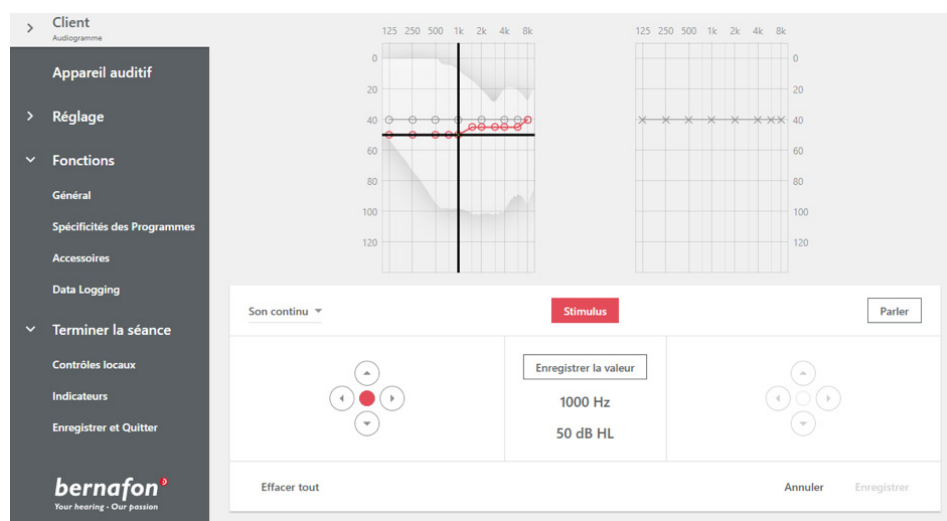 Client
Audiogramme
Appareil auditif
Réglage
Fonctions
Général
Spécificités des Programmes
Accessoires
Data Logging
Terminer la séance
Contrôles locaux
Indicateurs
Enregistrer et Quitter
bernafon
Your hearing - Our passion
125 250 500 1k 2k 4k 8k
0
20
40
60
80
100
120
125 250 500 1k 2k 4k 8k
0
20
40
60
80
100
120
Son continu
Stimulus
Parler
Enregistrer la valeur
1000 Hz
50 dB HL
Effacer tout
Annuler
Enregistrer